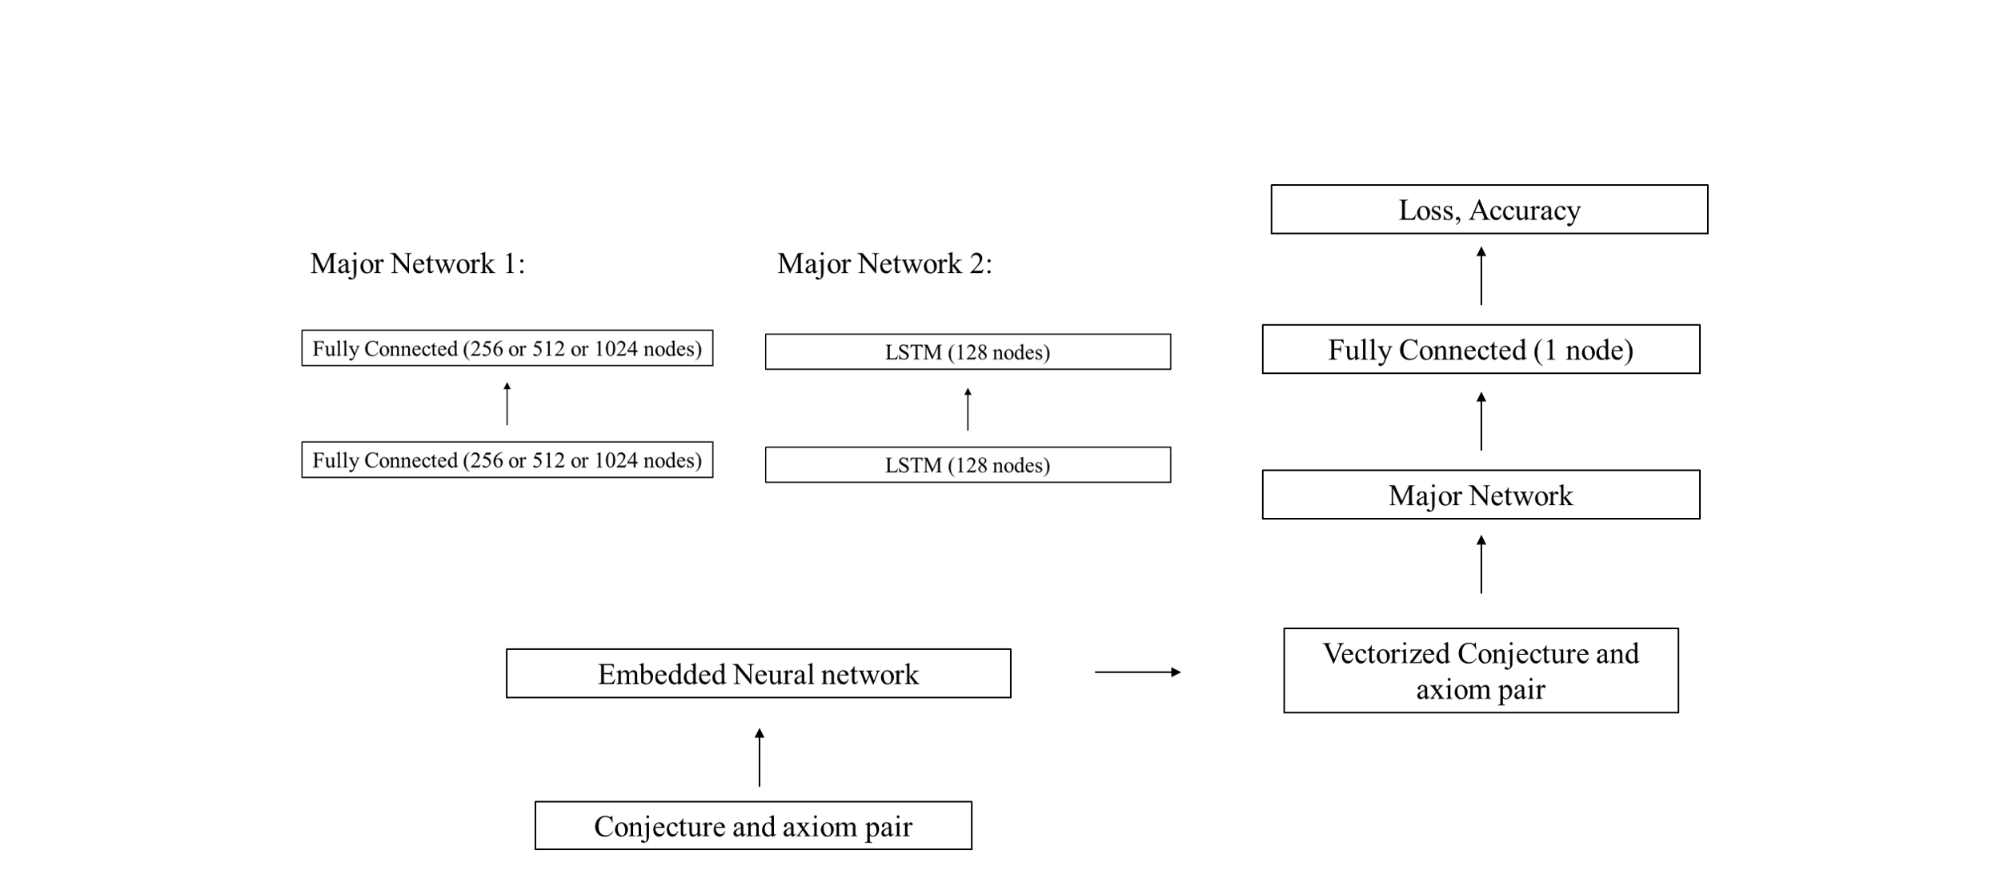 Loss, Accuracy
Major Network 1:
Major Network 2:
Fully Connected (256 or 512 or 1024 nodes)
LSTM (128 nodes)
Fully Connected (1 node)
Fully Connected (256 or 512 or 1024 nodes)
LSTM (128 nodes)
Major Network
Embedded Neural network
Vectorized Conjecture and
axiom pair
Conjecture and axiom pair